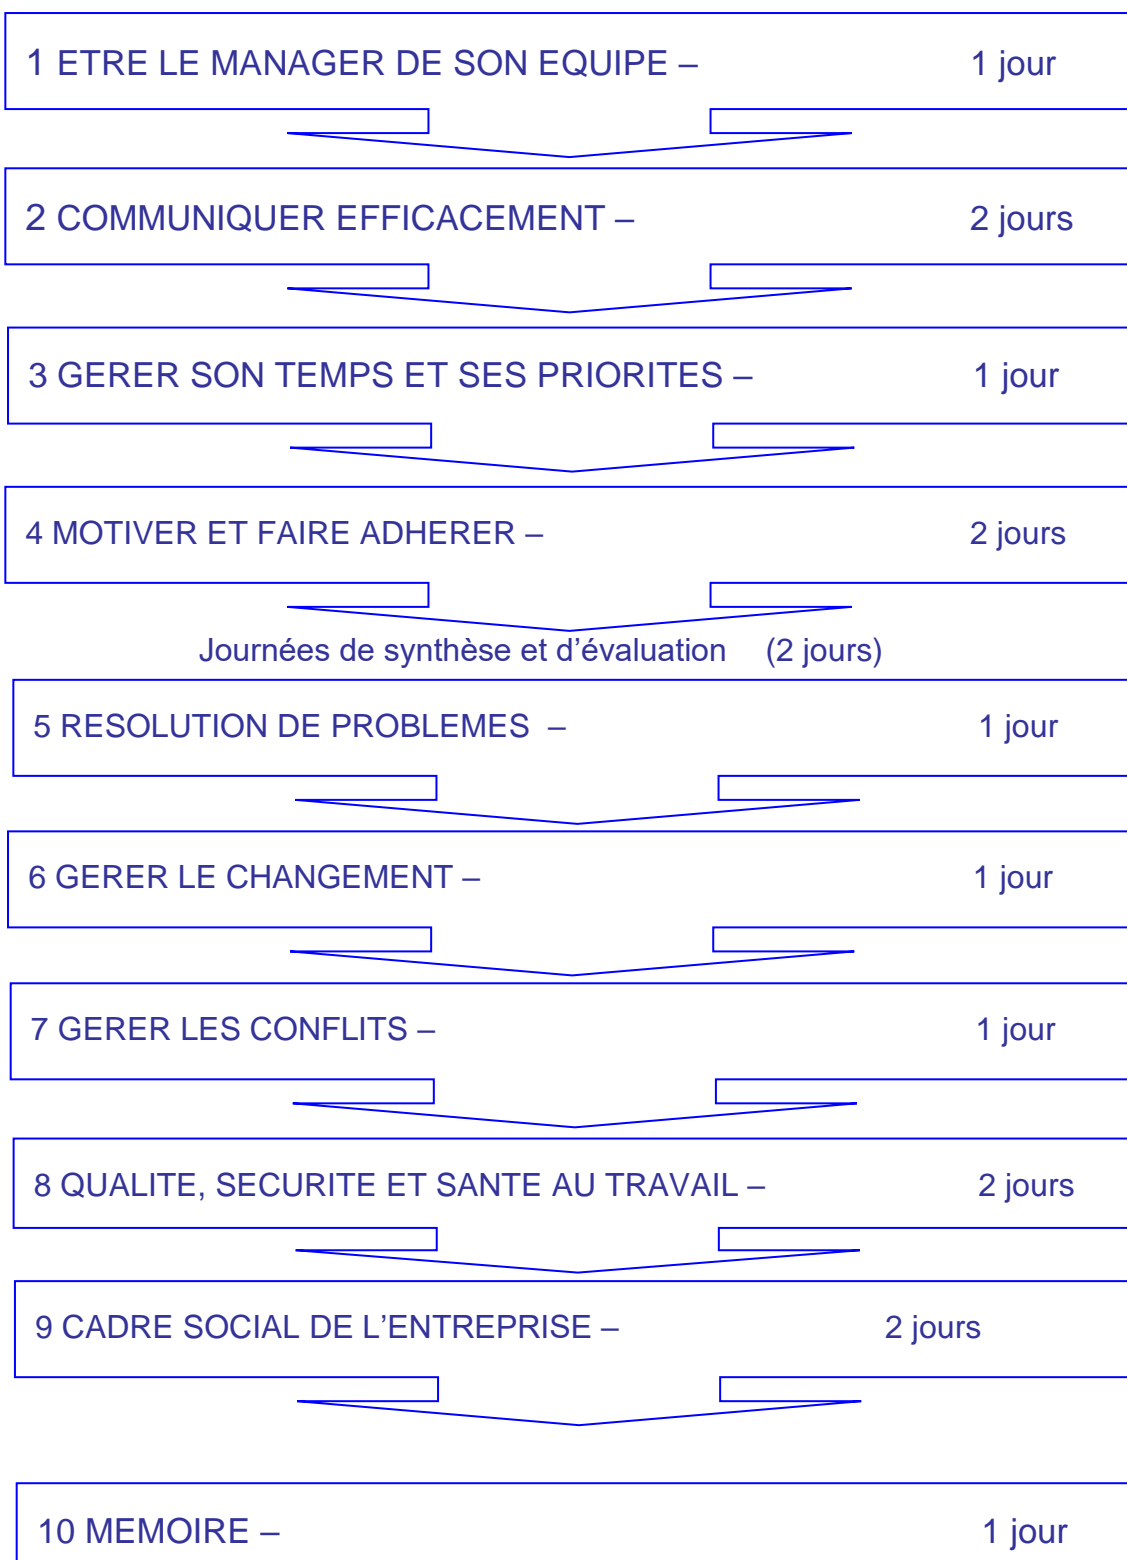 1 ETRE LE MANAGER DE SON EQUIPE – 1 jour
2 COMMUNIQUER EFFICACEMENT – 2 jours
3 GERER SON TEMPS ET SES PRIORITES – 1 jour
4 MOTIVER ET FAIRE ADHERER – 2 jours
Journées de synthèse et d’évaluation (2 jours)
5 RESOLUTION DE PROBLEMES – 1 jour
6 GERER LE CHANGEMENT – 1 jour
7 GERER LES CONFLITS – 1 jour
8 QUALITE, SECURITE ET SANTE AU TRAVAIL – 2 jours
9 CADRE SOCIAL DE L’ENTREPRISE – 2 jours
10 MEMOIRE – 1 jour